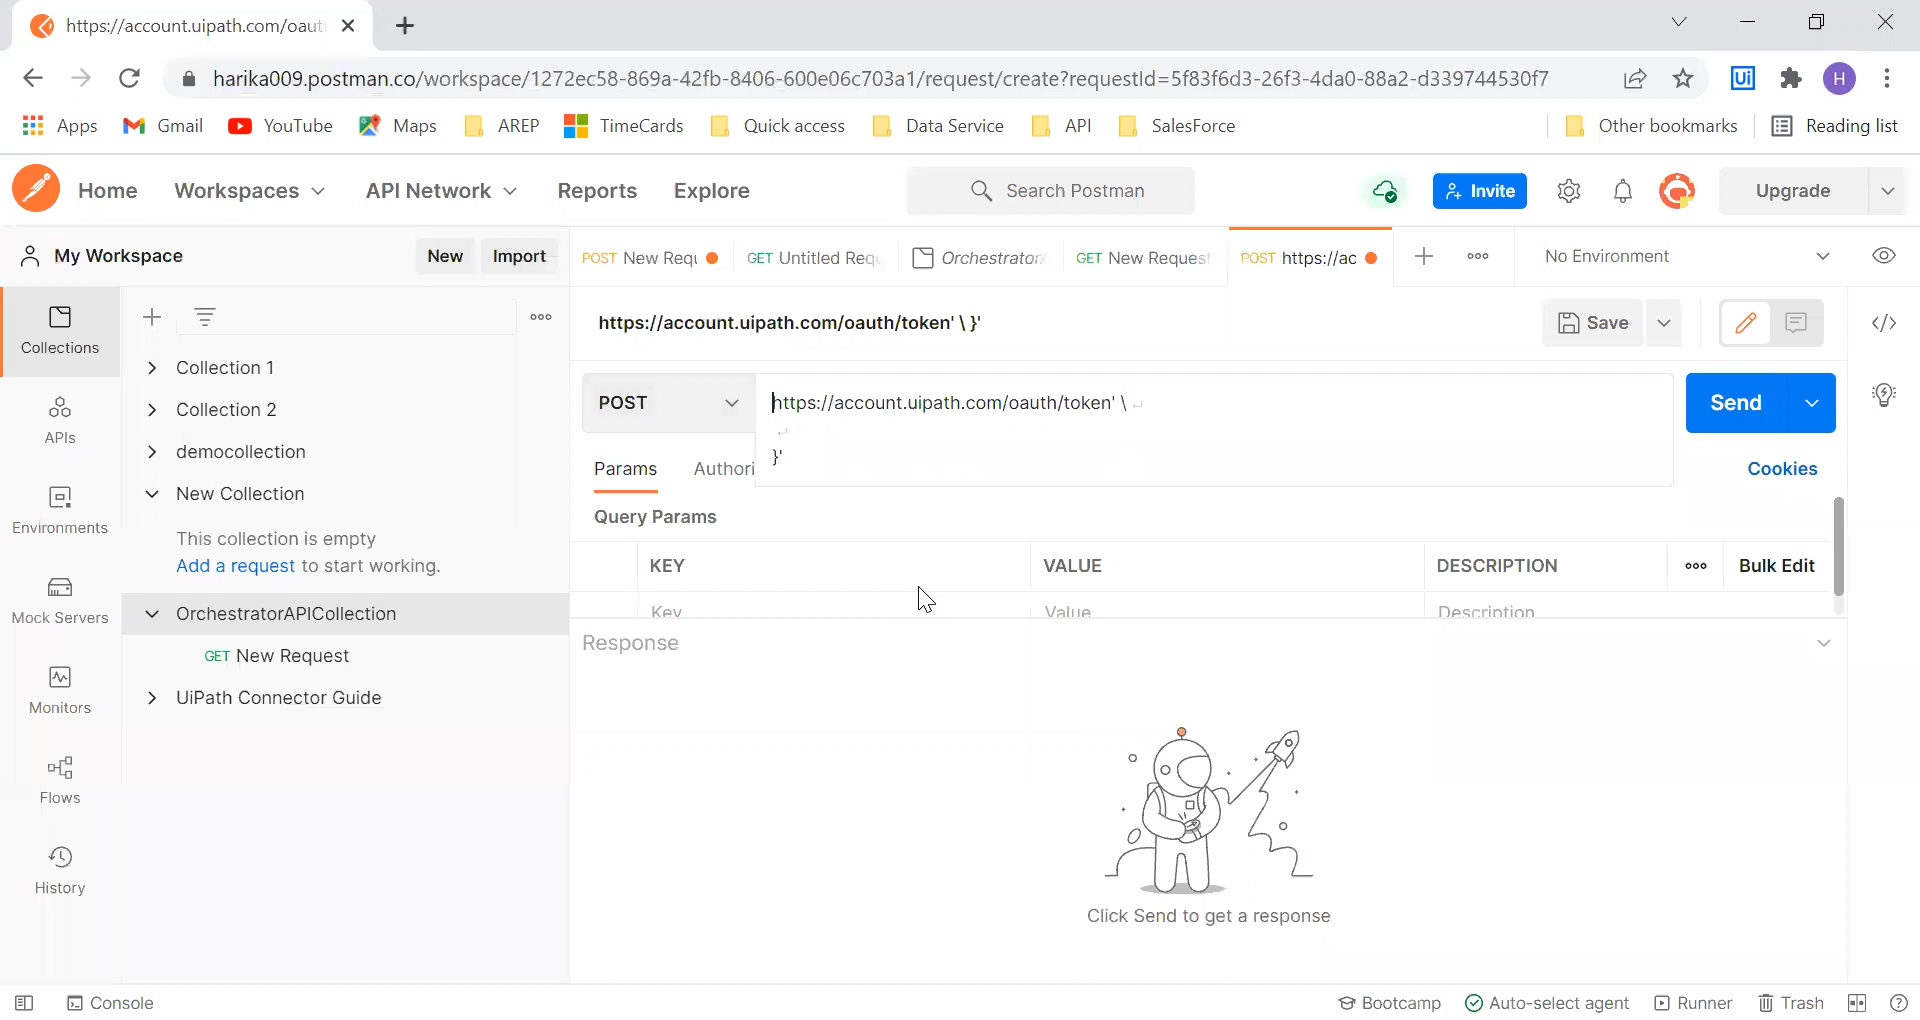 https://account.uipath.com/oaut
harika009.postman.co/workspace/1272ec58-869a-42fb-8406-600e06c703a1/request/create?requestId=5f83f6d3-26f3-4da0-88a2-d339744530f7
Ui
H
Apps
Gmail
YouTube
Maps
AREP
TimeCards
Quick access
Data Service
API
SalesForce
Other bookmarks
Reading list
Home
Workspaces
API Network
Reports
Explore
Search Postman
Invite
Upgrade
My Workspace
New
Import
POST New Requ
GET Untitled Req
Orchestrator
GET New Request
POST https://ac
No Environment
Collections
APIs
Environments
Mock Servers
Monitors
Flows
History
Collection 1
Collection 2
democollection
New Collection
This collection is empty
Add a request to start working.
OrchestratorAPICollection
GET New Request
UiPath Connector Guide
https://account.uipath.com/oauth/token' \ }'
Save
POST
https://account.uipath.com/oauth/token' \
}'
Send
Params
Authori
Cookies
Query Params
KEY
VALUE
DESCRIPTION
Bulk Edit
Key
Value
Description
Response
Click Send to get a response
Console
Bootcamp
Auto-select agent
Runner
Trash